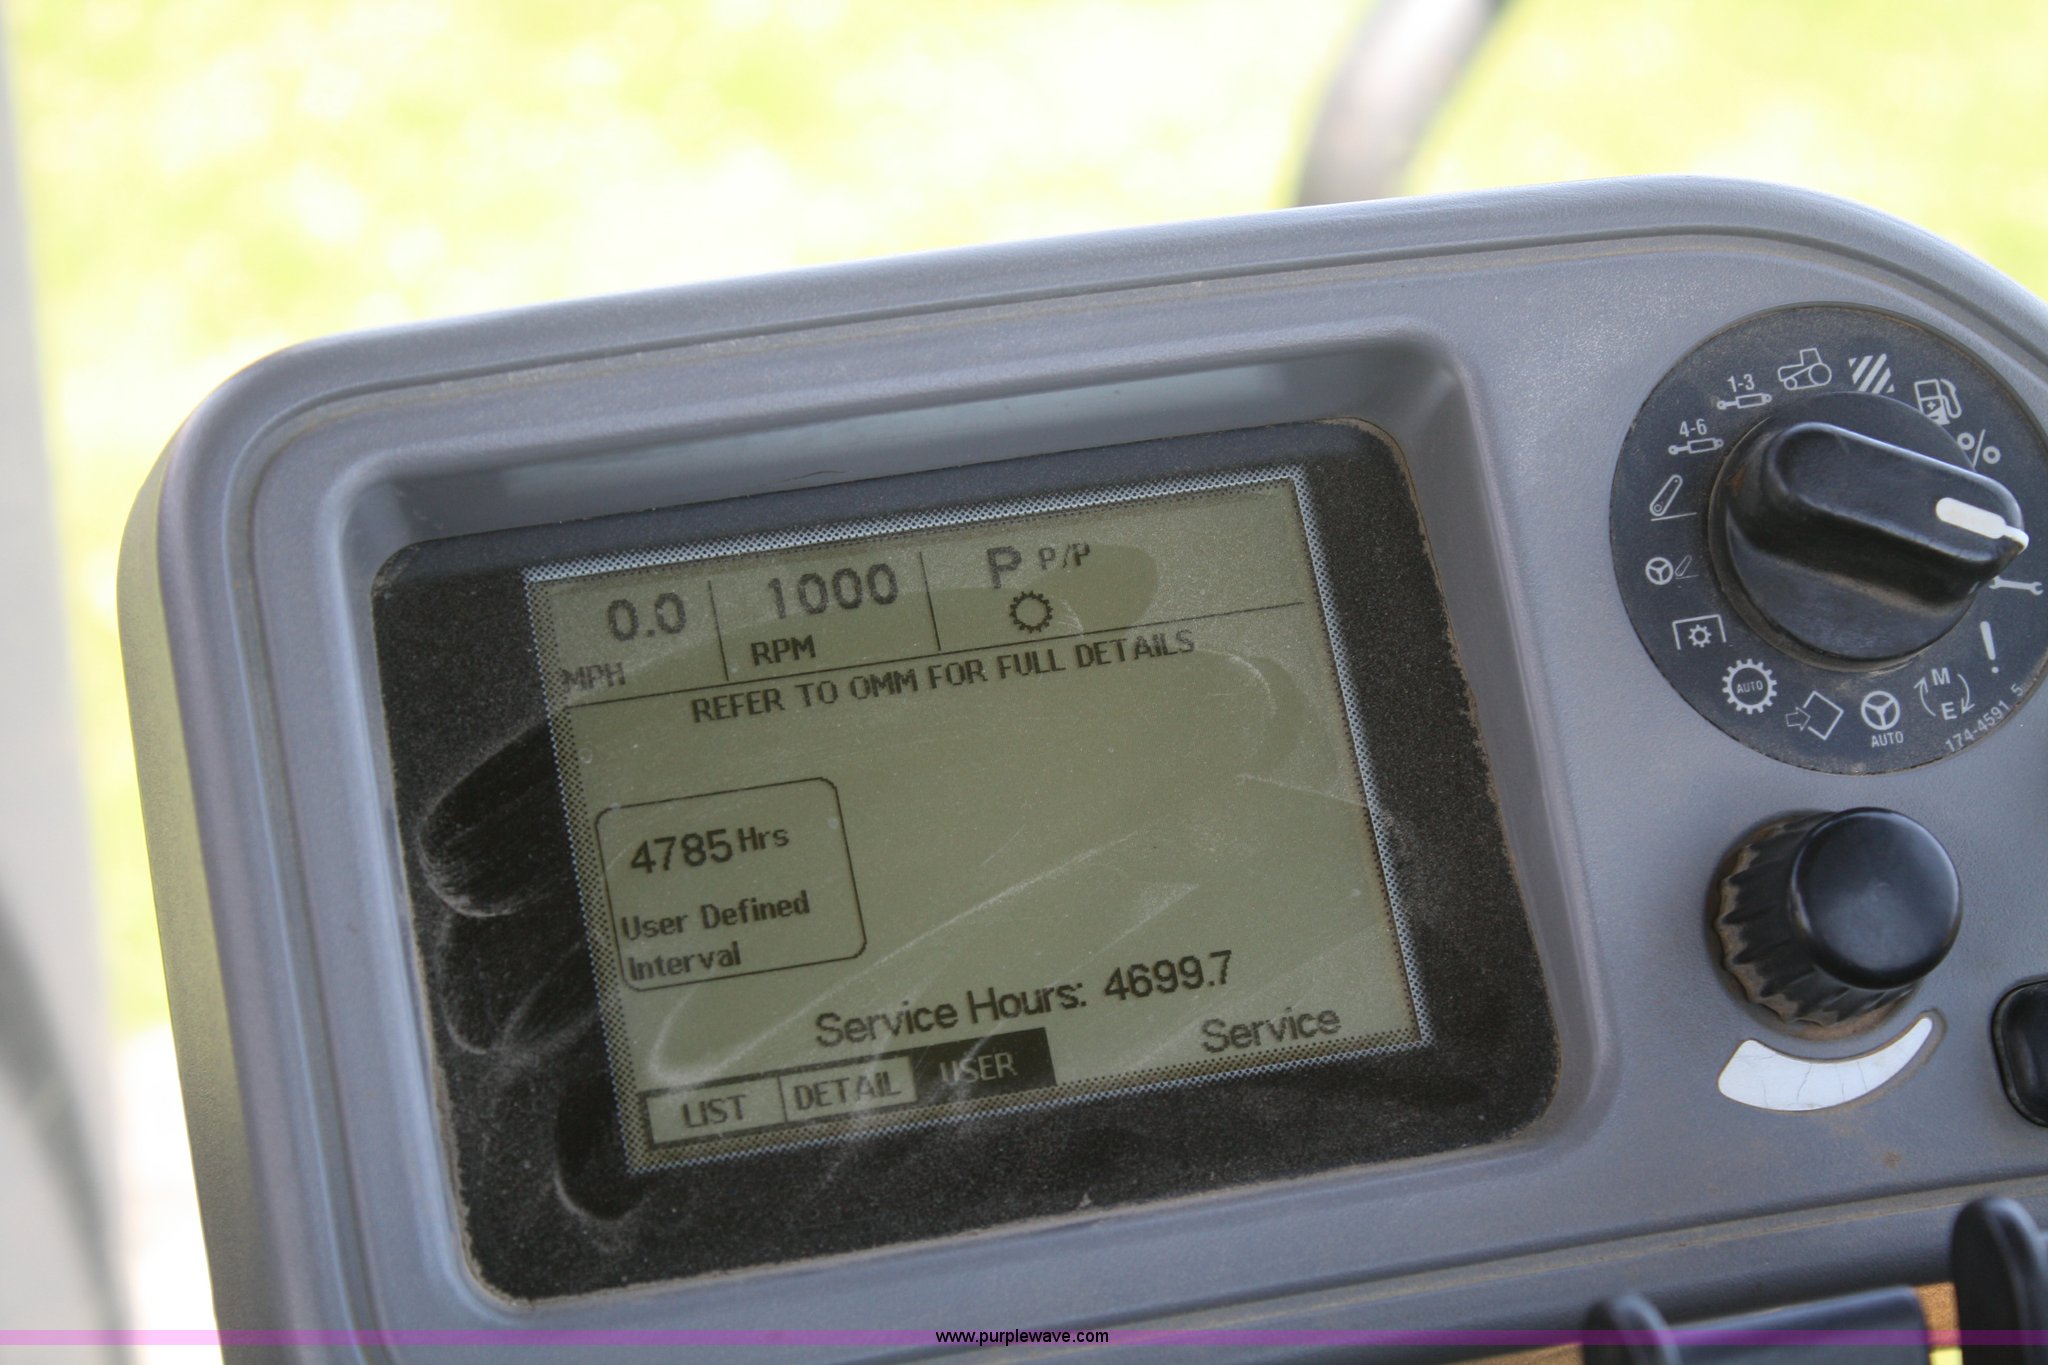 0.0
MPH
1000
RPM
P P/P
REFER TO OMM FOR FULL DETAILS
4785 Hrs
User Defined
Interval
Service Hours: 4699.7
Service
LIST
DETAIL
USER
4-6
1-3
%
!
M
E
AUTO
AUTO
174-4591 5
www.purplewave.com